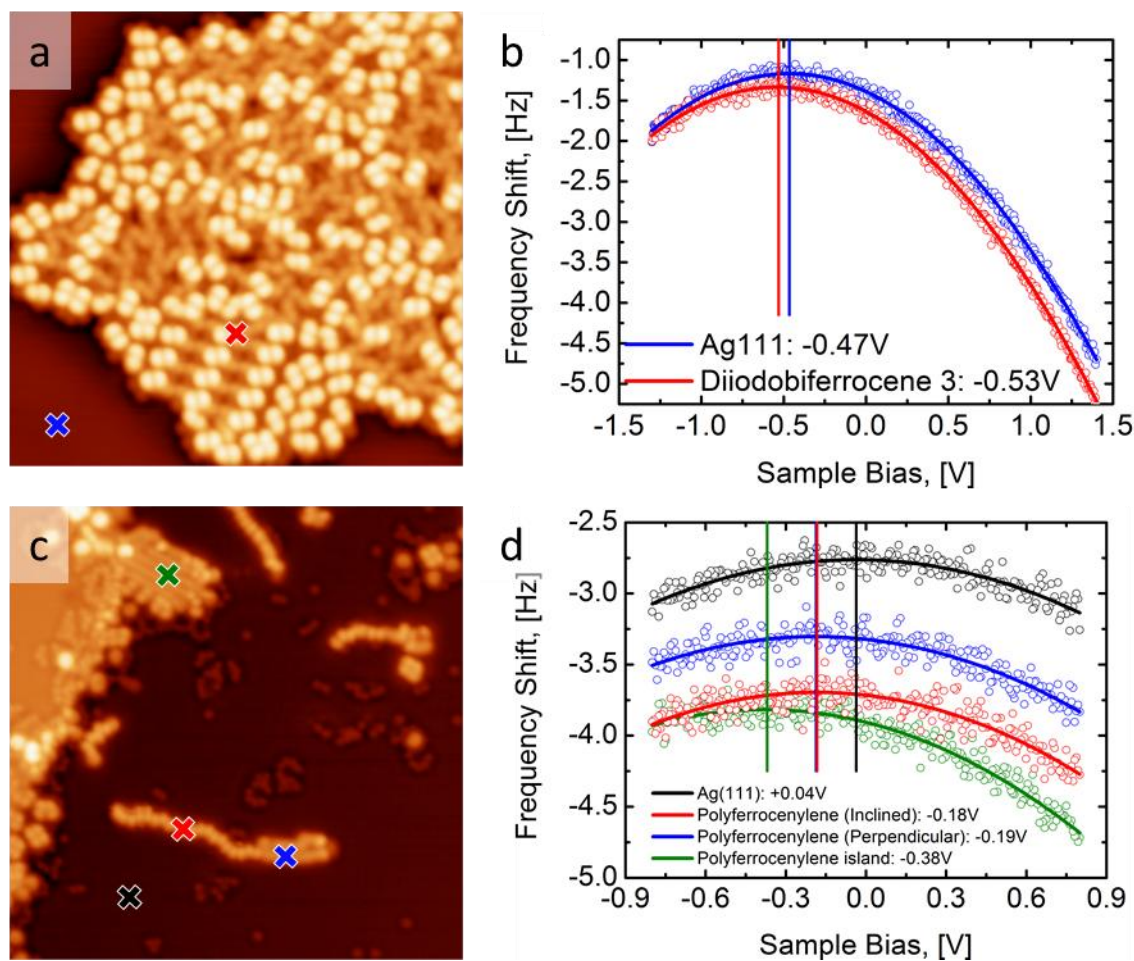 a
b
Frequency Shift, [Hz]
-1.0
-1.5
-2.0
-2.5
-3.0
-3.5
-4.0
-4.5
-5.0
Ag111: -0.47V
Diiodobiferrocene 3: -0.53V
-1.5 -1.0 -0.5 0.0 0.5 1.0 1.5
Sample Bias, [V]
c
d
Frequency Shift, [Hz]
-2.5
-3.0
-3.5
-4.0
-4.5
-5.0
Ag(111): +0.04V
Polyferrocenylene (Inclined): -0.18V
Polyferrocenylene (Perpendicular): -0.19V
Polyferrocenylene island: -0.38V
-0.9 -0.6 -0.3 0.0 0.3 0.6 0.9
Sample Bias, [V]